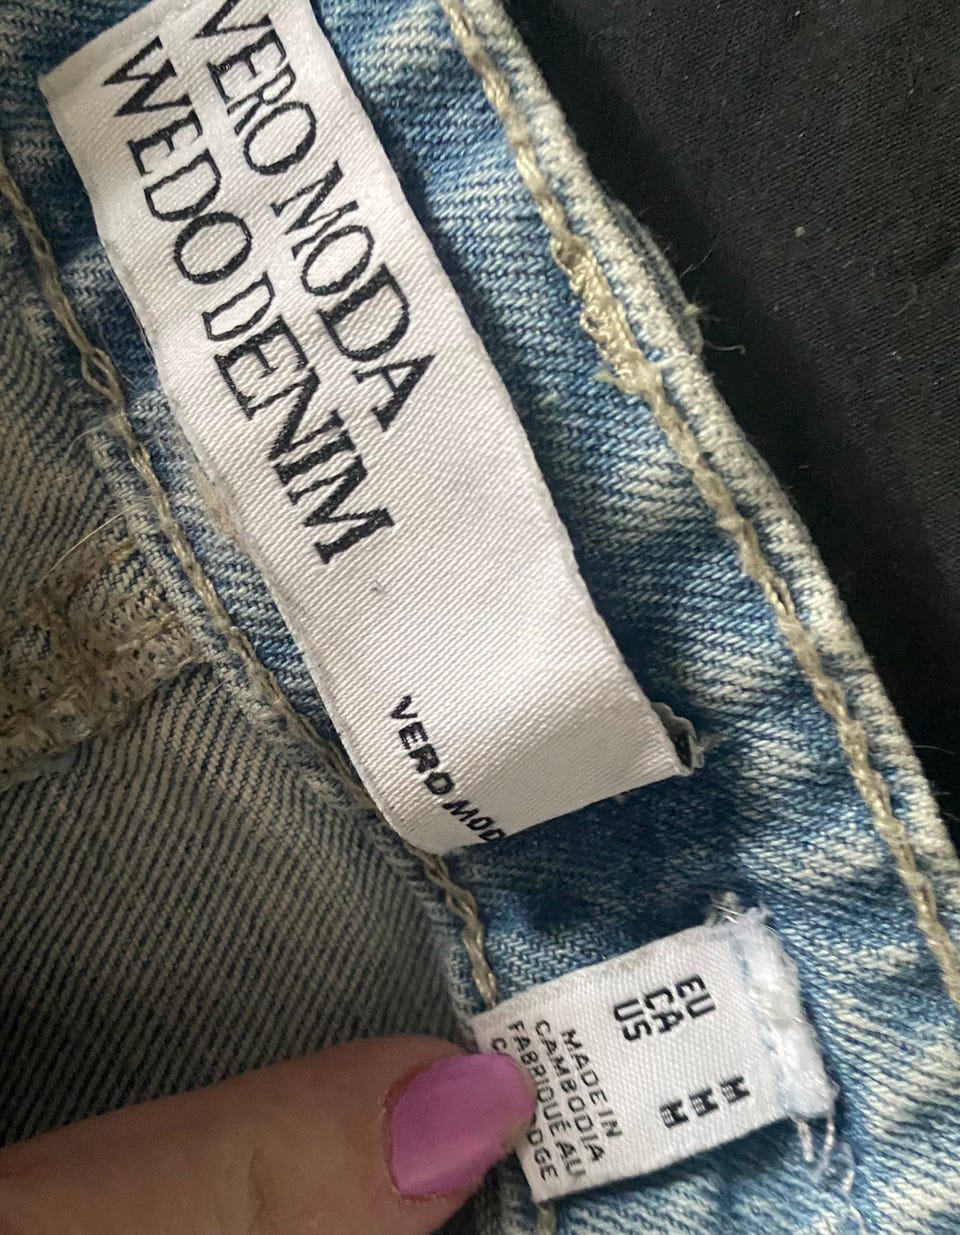 VERO MODA
WEDO DENIM
VERO MOD
EU M
CA M
US M
MADE IN
CAMBODIA
FABRIQUÉ AU